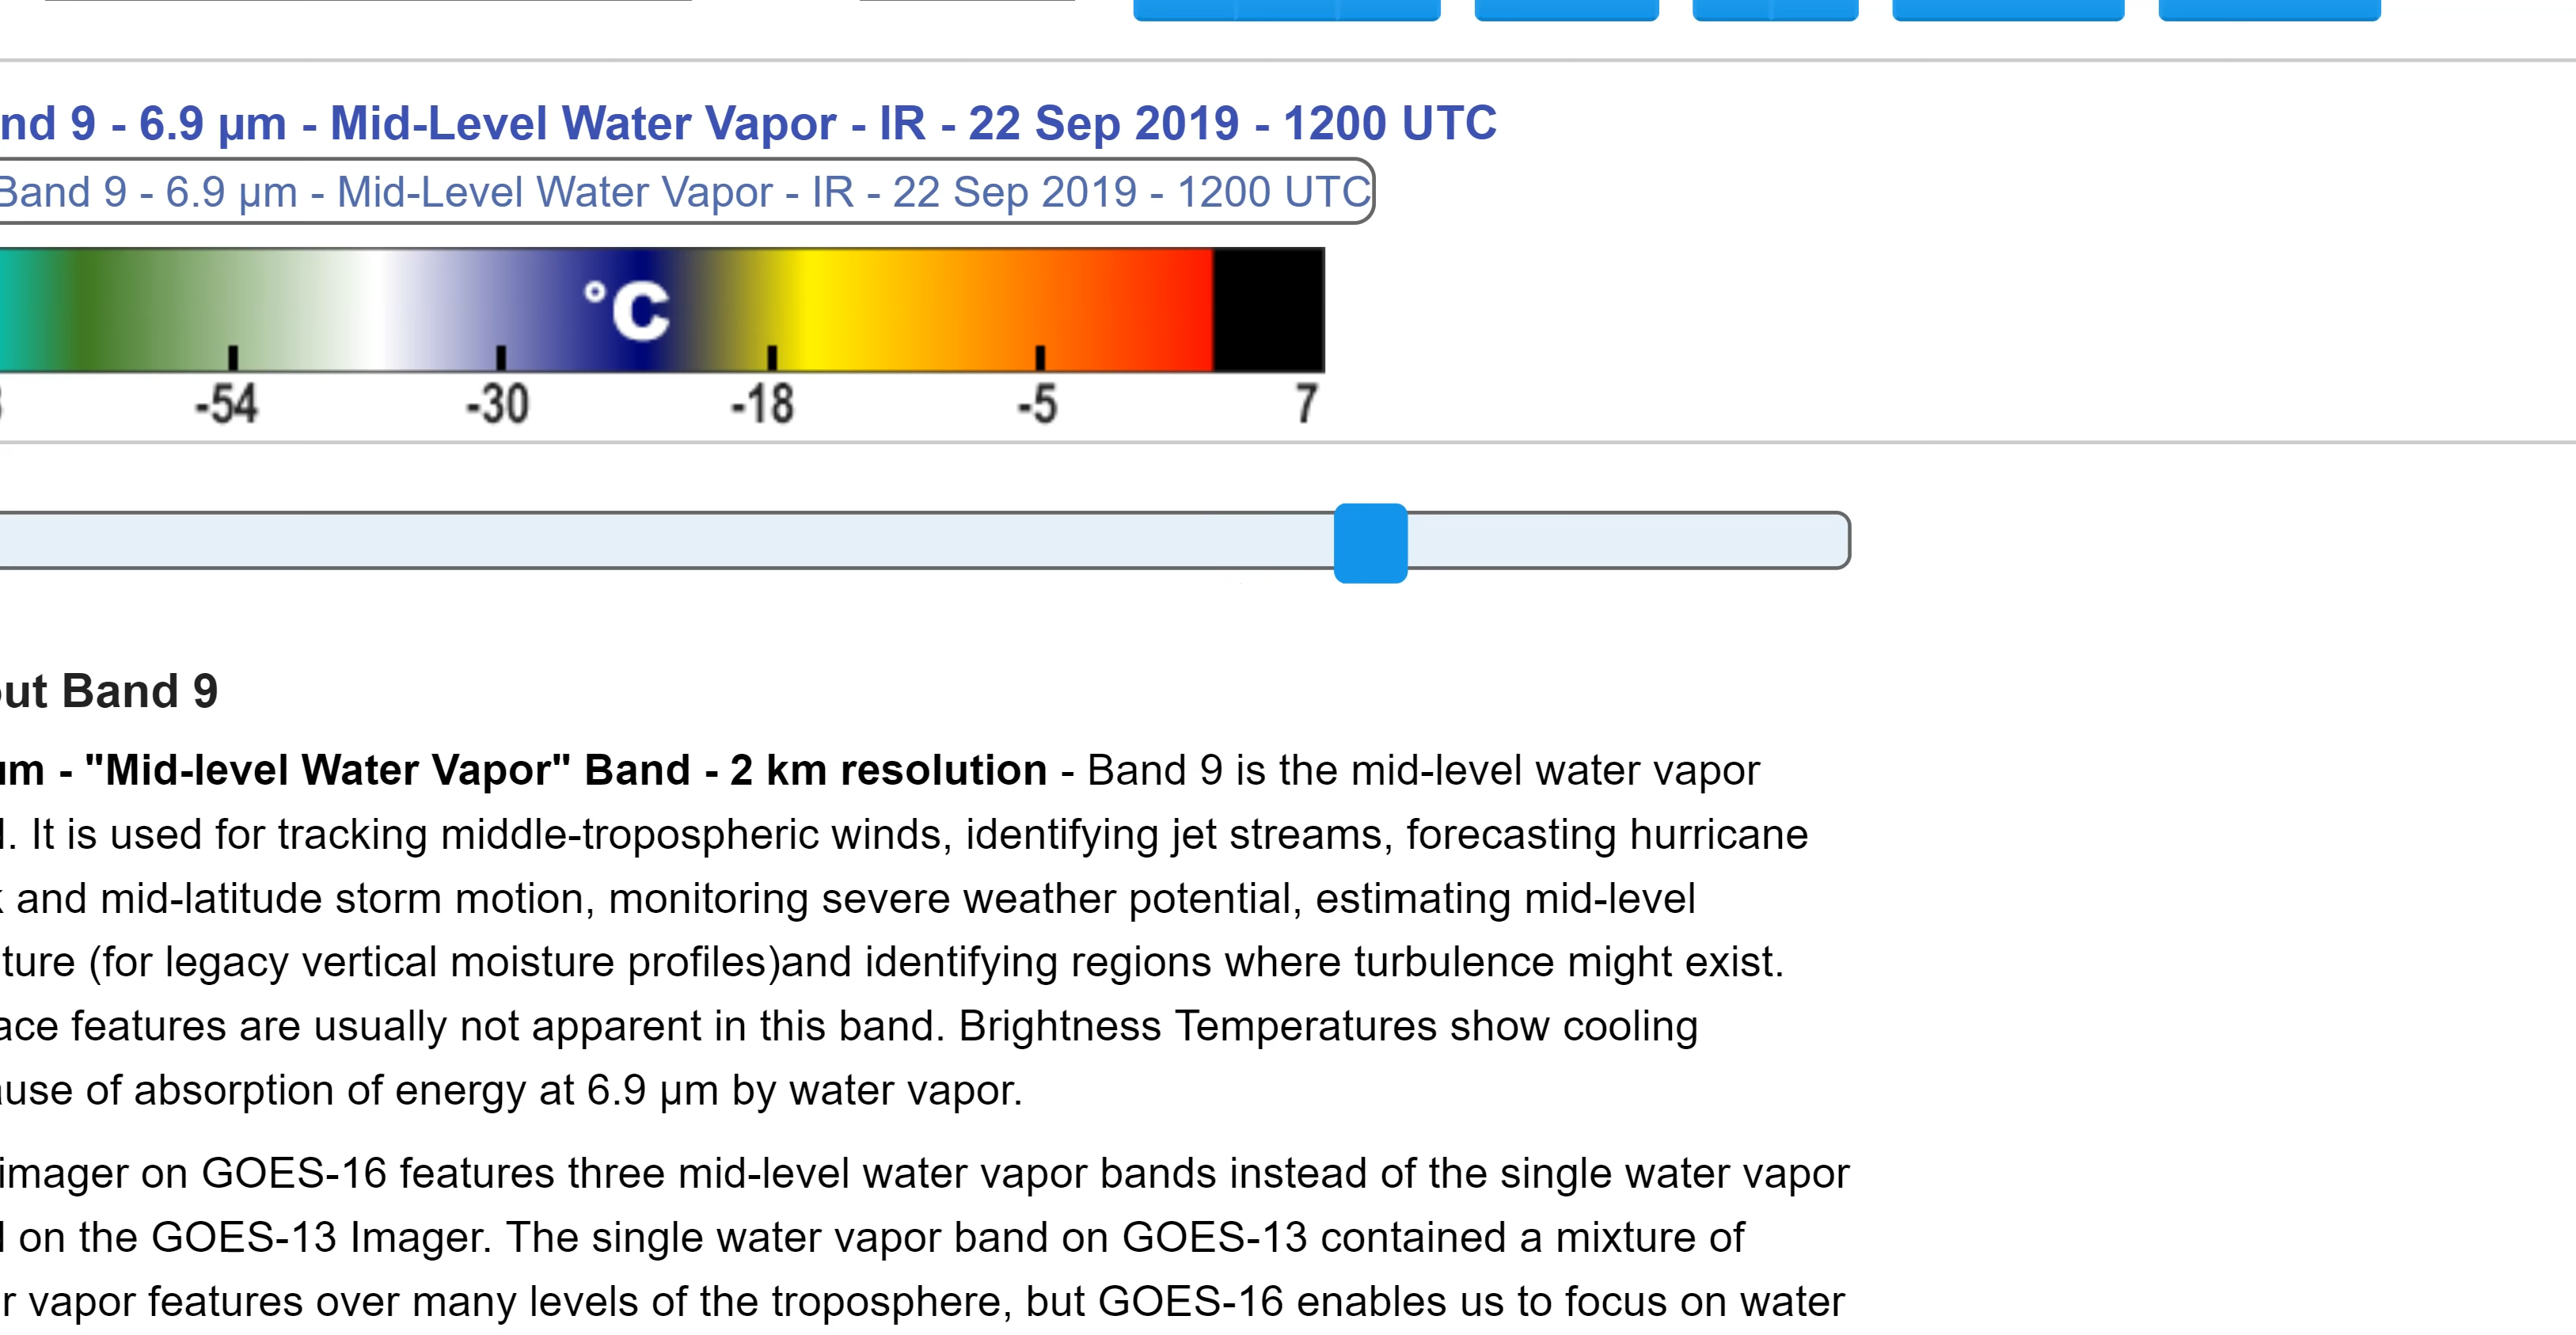 nd 9 - 6.9 µm - Mid-Level Water Vapor - IR - 22 Sep 2019 - 1200 UTC
Band 9 - 6.9 µm - Mid-Level Water Vapor - IR - 22 Sep 2019 - 1200 UTC
°C
-54 -30 -18 -5 7
out Band 9
µm - "Mid-level Water Vapor" Band - 2 km resolution - Band 9 is the mid-level water vapor
. It is used for tracking middle-tropospheric winds, identifying jet streams, forecasting hurricane
and mid-latitude storm motion, monitoring severe weather potential, estimating mid-level
ture (for legacy vertical moisture profiles)and identifying regions where turbulence might exist.
ace features are usually not apparent in this band. Brightness Temperatures show cooling
ause of absorption of energy at 6.9 µm by water vapor.
imager on GOES-16 features three mid-level water vapor bands instead of the single water vapor
on the GOES-13 Imager. The single water vapor band on GOES-13 contained a mixture of
r vapor features over many levels of the troposphere, but GOES-16 enables us to focus on water